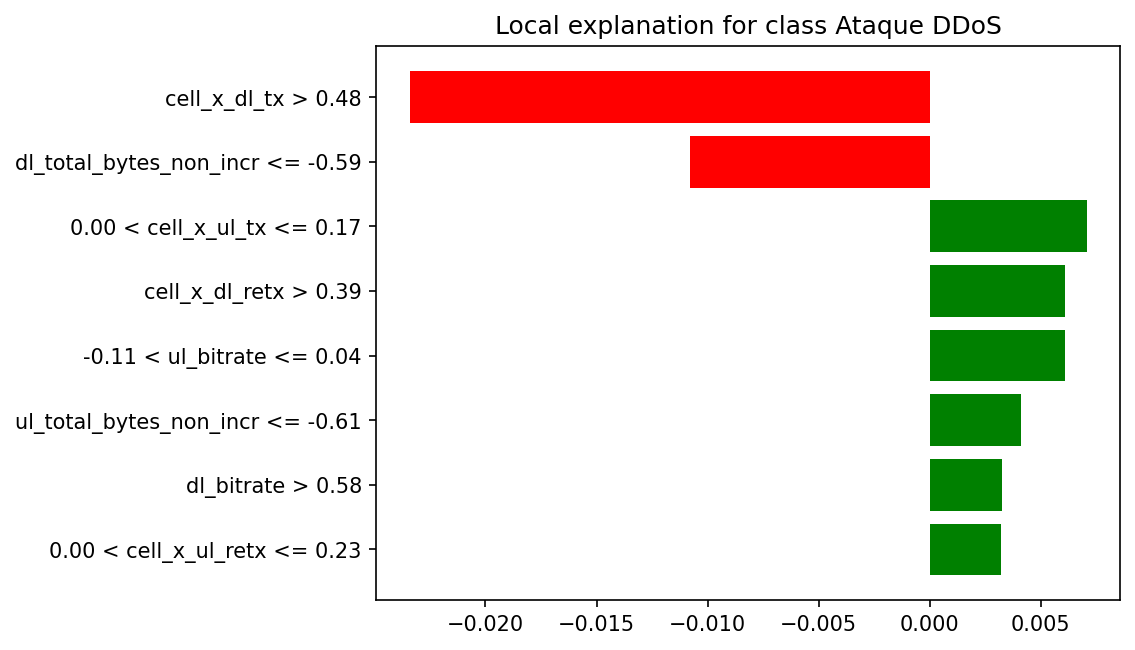 Local explanation for class Ataque DDoS
cell_x_dl_tx > 0.48
dl_total_bytes_non_incr <= -0.59
0.00 < cell_x_ul_tx <= 0.17
cell_x_dl_retx > 0.39
-0.11 < ul_bitrate <= 0.04
ul_total_bytes_non_incr <= -0.61
dl_bitrate > 0.58
0.00 < cell_x_ul_retx <= 0.23
−0.020 −0.015 −0.010 −0.005 0.000 0.005